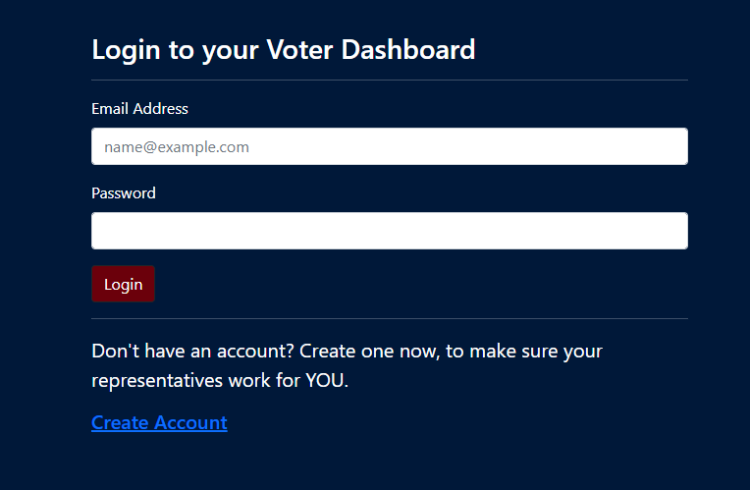 Login to your Voter Dashboard
Email Address
name@example.com
Password
Login
Don't have an account? Create one now, to make sure your
representatives work for YOU.
Create Account